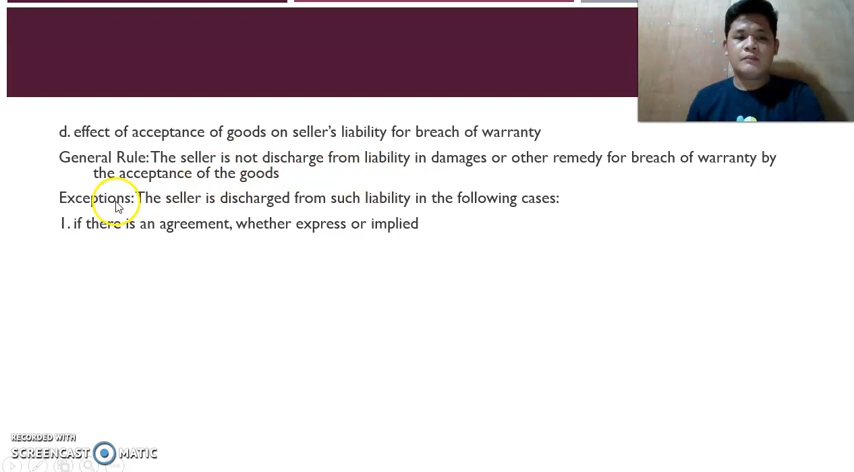 d. effect of acceptance of goods on seller's liability for breach of warranty
General Rule: The seller is not discharge from liability in damages or other remedy for breach of warranty by
the acceptance of the goods
Exceptions: The seller is discharged from such liability in the following cases:
1. if there is an agreement, whether express or implied
RECORDED WITH
SCREENCAST MATIC